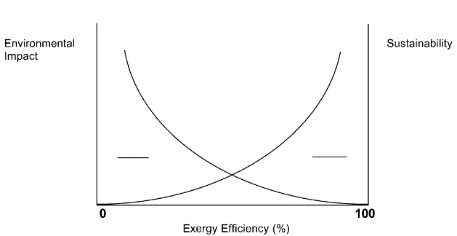 Environmental
Impact
Sustainability
0
100
Exergy Efficiency (%)